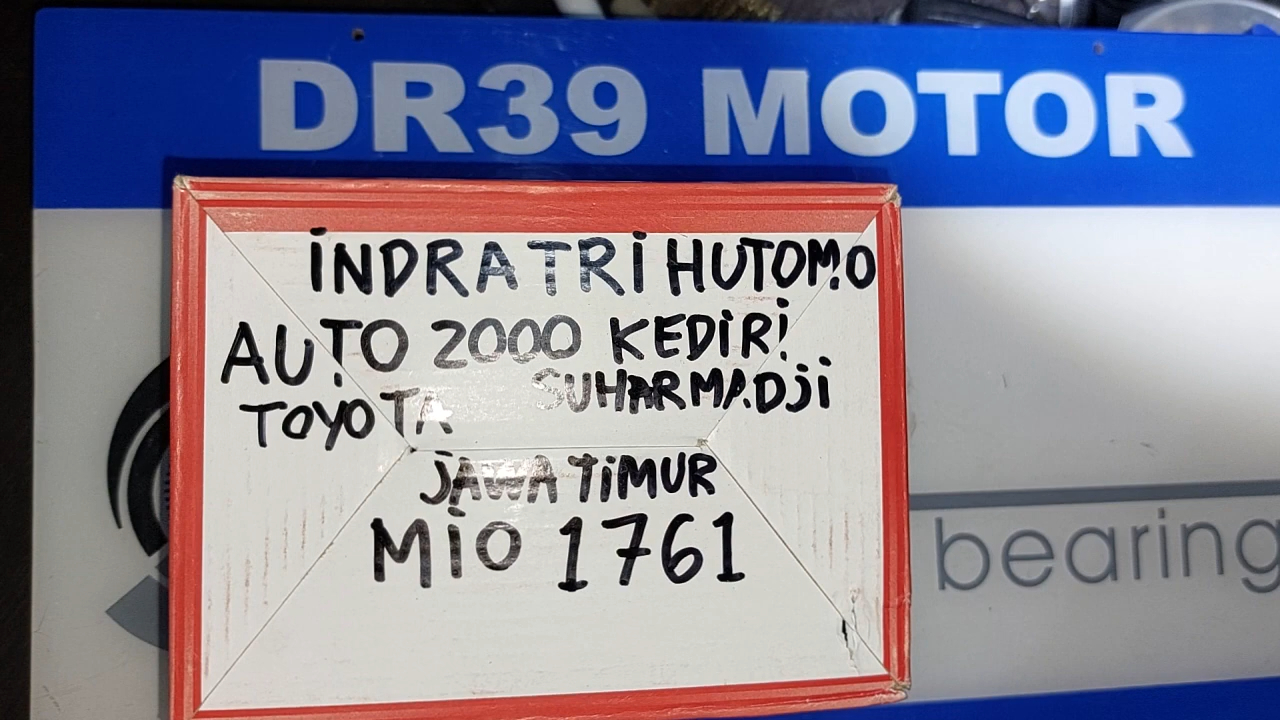 DR39 MOTOR
INDRA TRI HUTOMO
AUTO 2000 KEDIRI
TOYOTA SUHARMADJI
JAWA TIMUR
MIO 1761
bearing